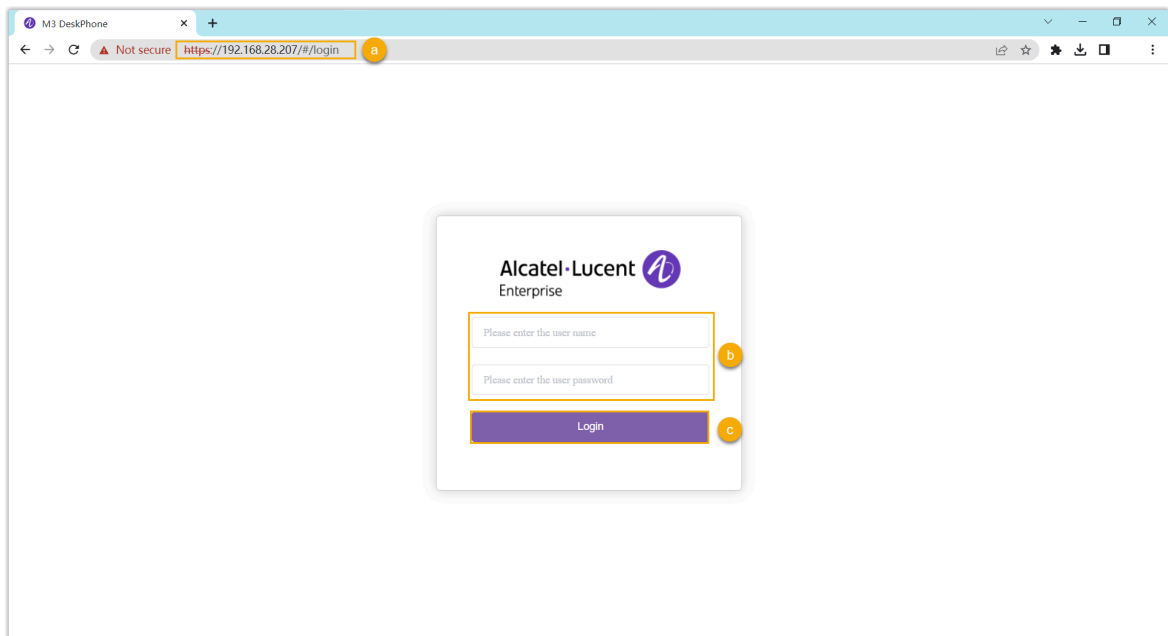 M3 DeskPhone
Not secure https://192.168.28.207/#/login a
Alcatel·Lucent
Enterprise
Please enter the user name
b
Please enter the user password
Login c